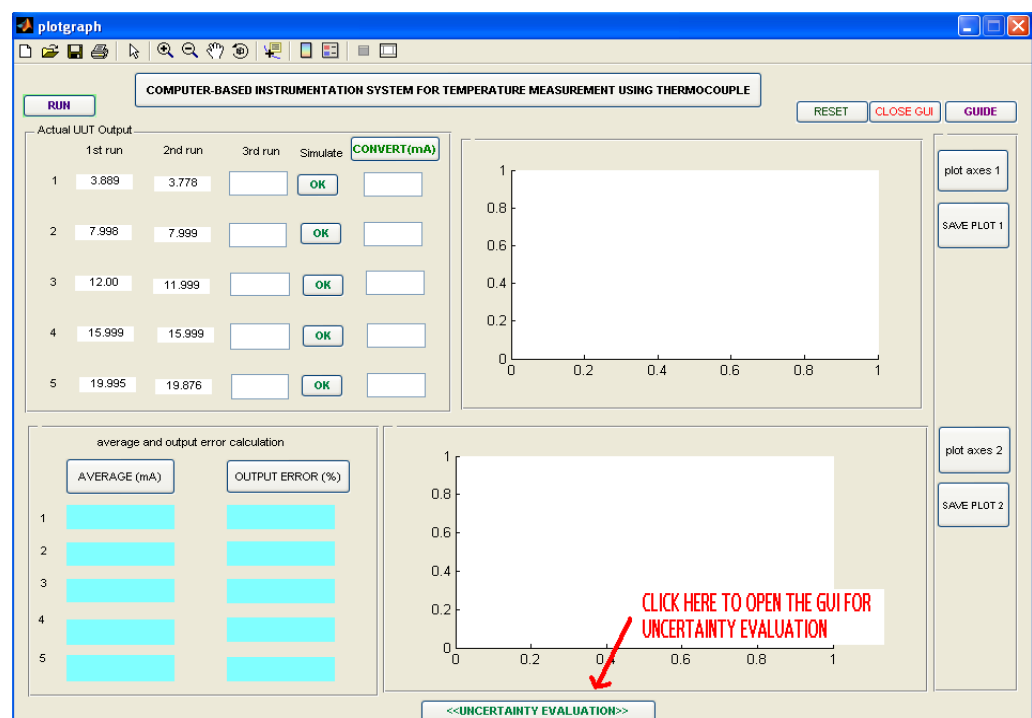 plotgraph
COMPUTER-BASED INSTRUMENTATION SYSTEM FOR TEMPERATURE MEASUREMENT USING THERMOCOUPLE
RUN
RESET CLOSE GUI GUIDE
Actual UUT Output
1st run 2nd run 3rd run Simulate CONVERT(mA)
1 3.889 3.778 OK
2 7.998 7.999 OK
3 12.00 11.999 OK
4 15.999 15.999 OK
5 19.995 19.876 OK
1
0.8
0.6
0.4
0.2
0
0 0.2 0.4 0.6 0.8 1
plot axes 1
SAVE PLOT 1
average and output error calculation
AVERAGE (mA) OUTPUT ERROR (%)
1
2
3
4
5
1
0.8
0.6
0.4
0.2
0
0 0.2 0.4 0.6 0.8 1
CLICK HERE TO OPEN THE GUI FOR
UNCERTAINTY EVALUATION
plot axes 2
SAVE PLOT 2
<<UNCERTAINTY EVALUATION>>